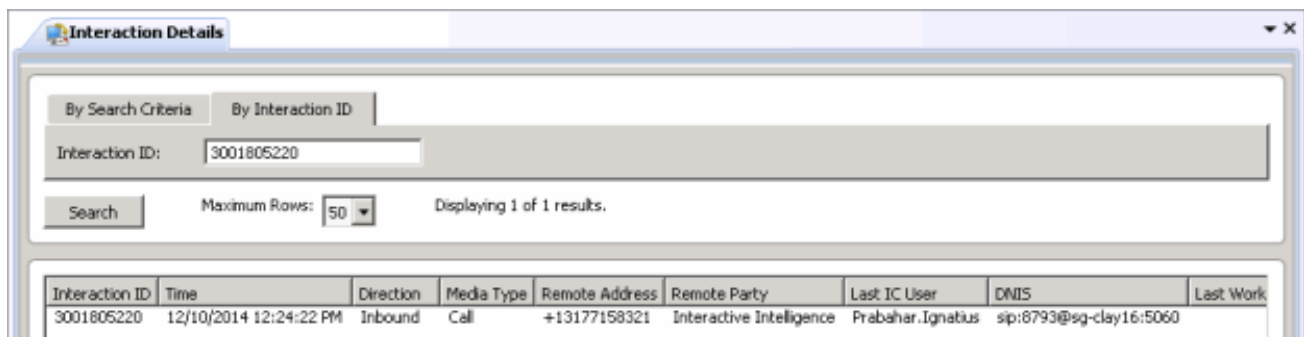 Interaction Details
By Search Criteria By Interaction ID
Interaction ID: 3001805220
Search Maximum Rows: 50 Displaying 1 of 1 results.
Interaction ID Time Direction Media Type Remote Address Remote Party Last IC User DNIS Last Work
3001805220 12/10/2014 12:24:22 PM Inbound Call +13177158321 Interactive Intelligence Prabahar.Ignatius sip:8793@sg-clay16:5060